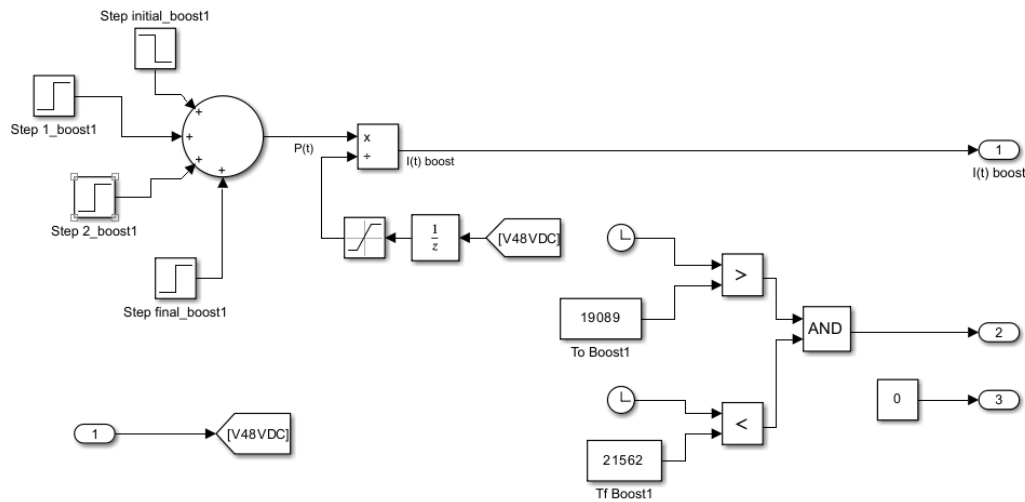 Step initial_boost1
Step 1_boost1
+
+
+
+
Step 2_boost1
Step final_boost1
P(t)
x
÷
I(t) boost
1
I(t) boost
1
z
[V48VDC]
>
19089
To Boost1
AND
2
<
21562
Tf Boost1
0
3
1
[V48VDC]